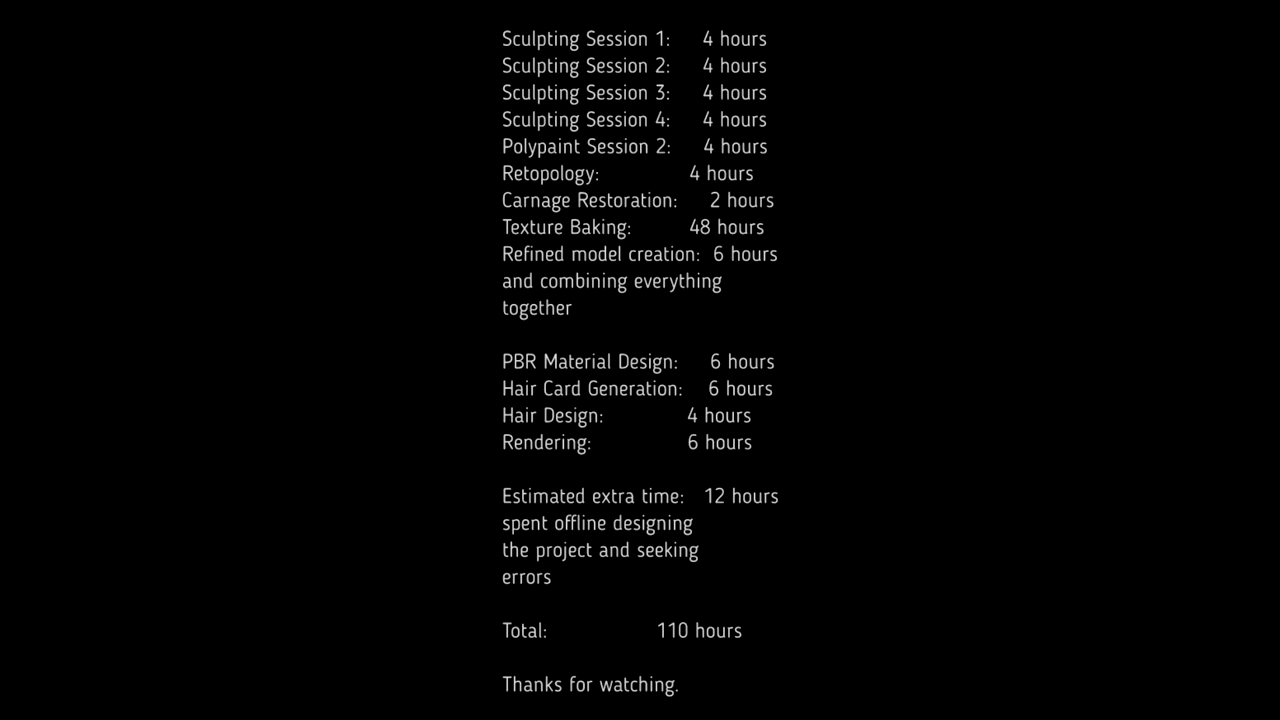 Sculpting Session 1: 4 hours
Sculpting Session 2: 4 hours
Sculpting Session 3: 4 hours
Sculpting Session 4: 4 hours
Polypaint Session 2: 4 hours
Retopology: 4 hours
Carnage Restoration: 2 hours
Texture Baking: 48 hours
Refined model creation: 6 hours
and combining everything
together
PBR Material Design: 6 hours
Hair Card Generation: 6 hours
Hair Design: 4 hours
Rendering: 6 hours
Estimated extra time: 12 hours
spent offline designing
the project and seeking
errors
Total: 110 hours
Thanks for watching.